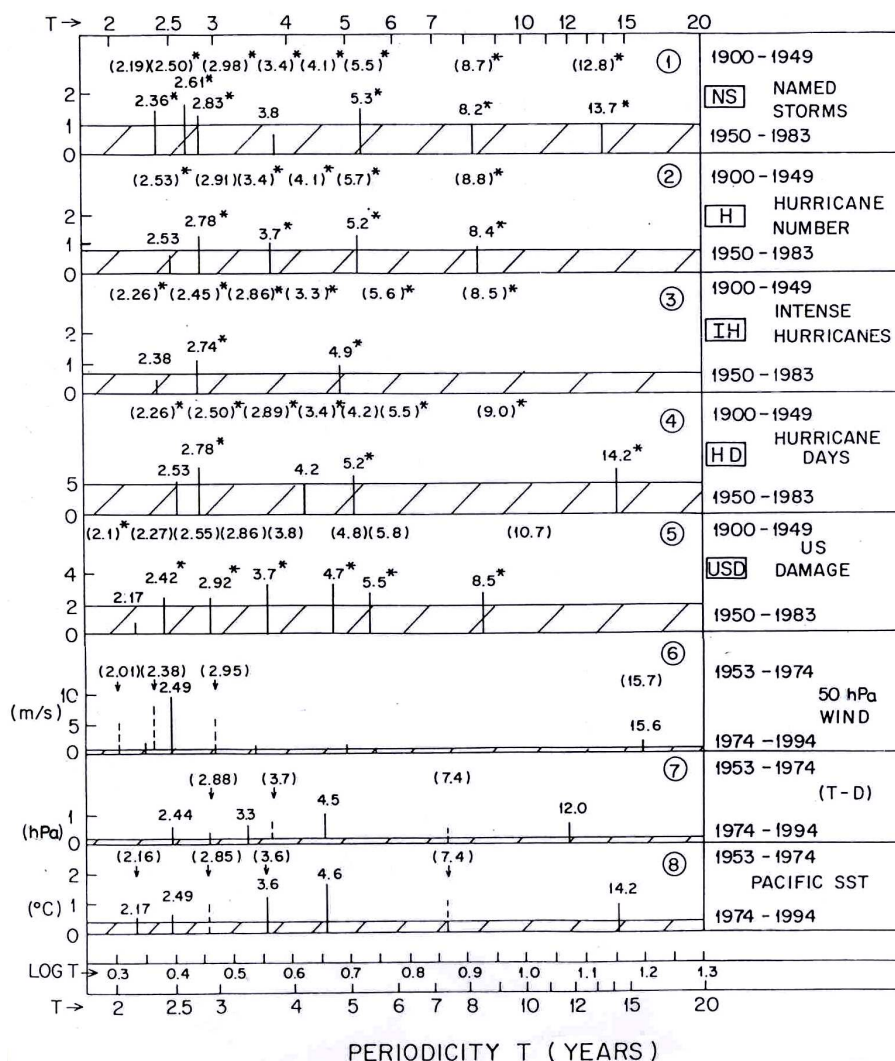 T→ 2 2.5 3 4 5 6 7 8 10 15 20
(2.19)(2.50)* (2.98)* (3.4)* (4.1)* (5.5)* (8.7)* (12.8)* ① 1900-1949
2.61*
2 2.36* 2.83* 3.8 5.3* 8.2* 13.7* NS NAMED
STORMS
1
0 1950-1983
(2.53)* (2.91)(3.4)* (4.1)* (5.7)* (8.8)* ② 1900-1949
H HURRICANE
2 2.78* 5.2* NUMBER
1 2.53 3.7* 8.4*
0 1950-1983
(2.26)* (2.45)* (2.86)* (3.3)* (5.6)* (8.5)* ③ 1900-1949
INTENSE
2 2.74* IH HURRICANES
1 2.38 4.9*
0 1950-1983
(2.26)* (2.50)* (2.89)* (3.4)* (4.2)(5.5)* (9.0)* ④ 1900-1949
HURRICANE
2.78* HD DAYS
2.53 4.2 5.2* 14.2*
5
0 1950-1983
(2.1)* (2.27)(2.55)(2.86)(3.8) (4.8)(5.8) (10.7) ⑤ 1900-1949
US
4 2.42* 2.92* 3.7* 4.7* 5.5* 8.5* USD DAMAGE
2 2.17
0 1950-1983
(2.01)(2.38) (2.95) ⑥ 1953-1974
2.49 (15.7)
10 50 hPa
(m/s) WIND
5 15.6
0 1974-1994
(2.88) (3.7) (7.4) ⑦ 1953-1974
(T-D)
4.5
1 2.44 3.3 12.0
(hPa) 1974-1994
0
(2.16) (2.85) (3.6) (7.4) ⑧ 1953-1974
2 3.6 4.6 PACIFIC SST
2.49 14.2
(°C) 1 2.17
0 1974-1994
LOG T→ 0.3 0.4 0.5 0.6 0.7 0.8 0.9 1.0 1.1 1.2 1.3
T→ 2 2.5 3 4 5 6 7 8 10 12 15 20
PERIODICITY T (YEARS)